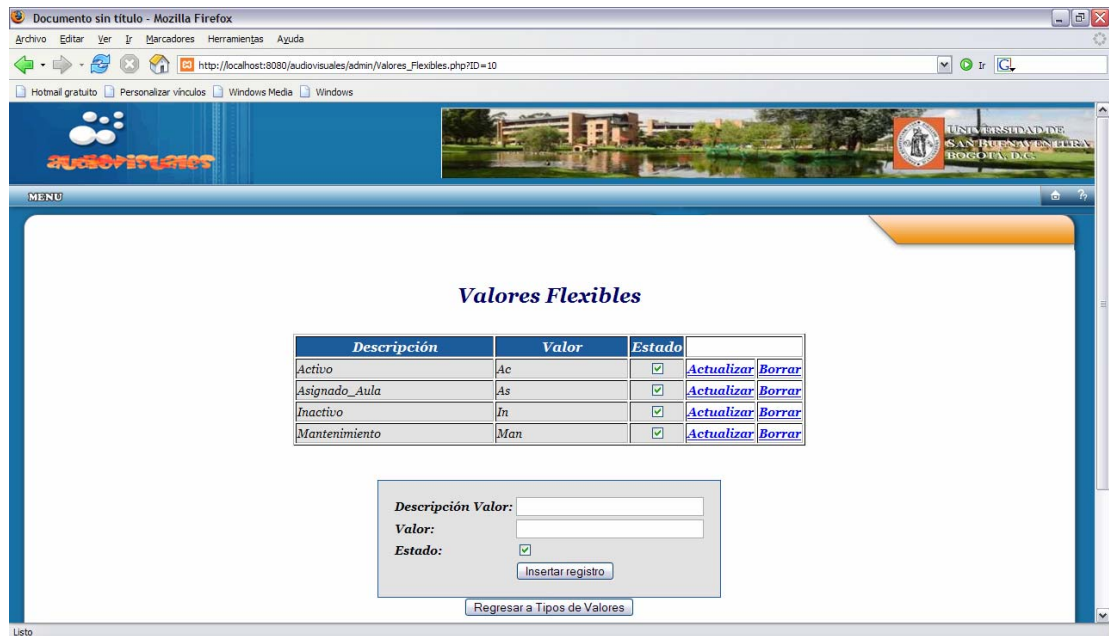 Documento sin título - Mozilla Firefox
Archivo Editar Ver Ir Marcadores Herramientas Ayuda
http://localhost:8080/audiovisuales/admin/Valores_Flexibles.php?ID=10
Ir
Hotmail gratuito Personalizar vínculos Windows Media Windows
audiovisuales
UNIVERSIDAD DE
SAN BUENAVENTURA
BOGOTA, D.C.
MENU
Valores Flexibles
Descripción Valor Estado
Activo Ac Actualizar Borrar
Asignado_Aula As Actualizar Borrar
Inactivo In Actualizar Borrar
Mantenimiento Man Actualizar Borrar
Descripción Valor:
Valor:
Estado:
Insertar registro
Regresar a Tipos de Valores
Listo